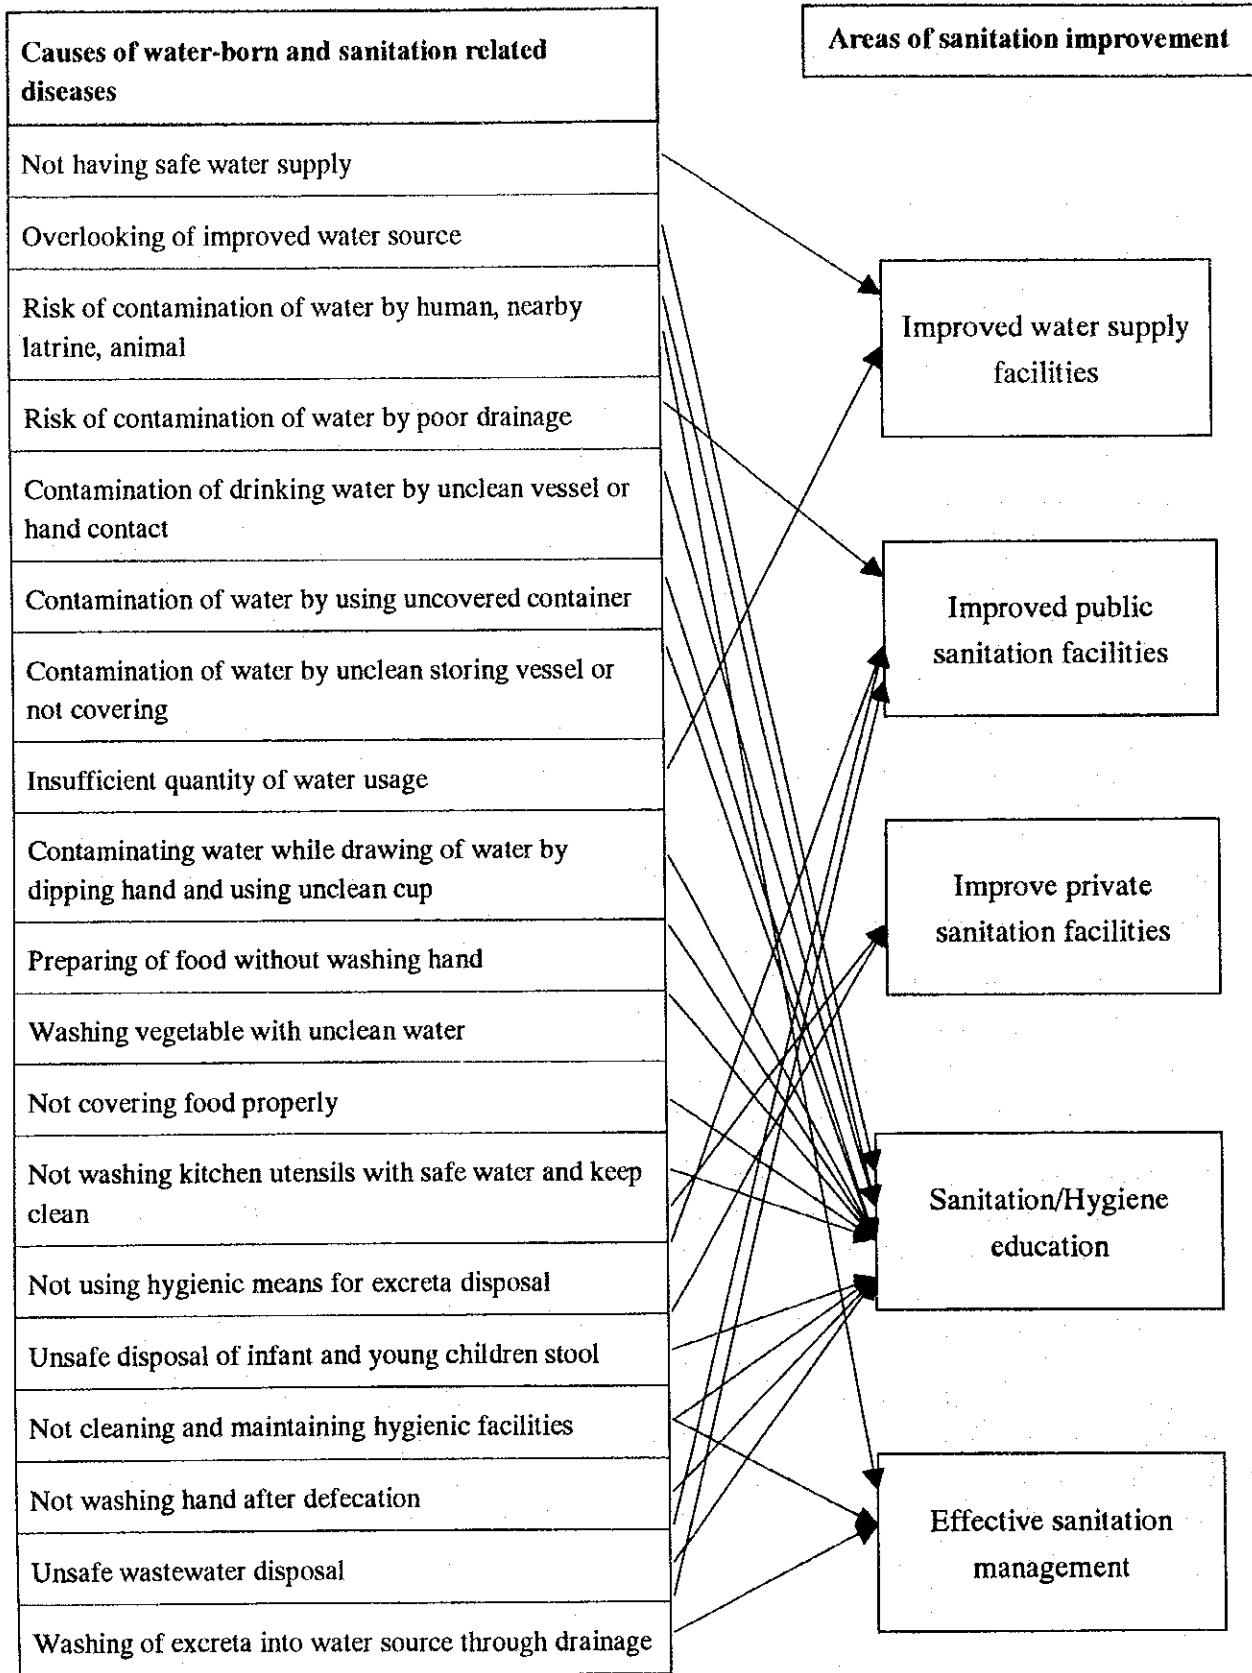 Causes of water-born and sanitation related
diseases
Not having safe water supply
Overlooking of improved water source
Risk of contamination of water by human, nearby
latrine, animal
Risk of contamination of water by poor drainage
Contamination of drinking water by unclean vessel or
hand contact
Contamination of water by using uncovered container
Contamination of water by unclean storing vessel or
not covering
Insufficient quantity of water usage
Contaminating water while drawing of water by
dipping hand and using unclean cup
Preparing of food without washing hand
Washing vegetable with unclean water
Not covering food properly
Not washing kitchen utensils with safe water and keep
clean
Not using hygienic means for excreta disposal
Unsafe disposal of infant and young children stool
Not cleaning and maintaining hygienic facilities
Not washing hand after defecation
Unsafe wastewater disposal
Washing of excreta into water source through drainage
Areas of sanitation improvement
Improved water supply
facilities
Improved public
sanitation facilities
Improve private
sanitation facilities
Sanitation/Hygiene
education
Effective sanitation
management